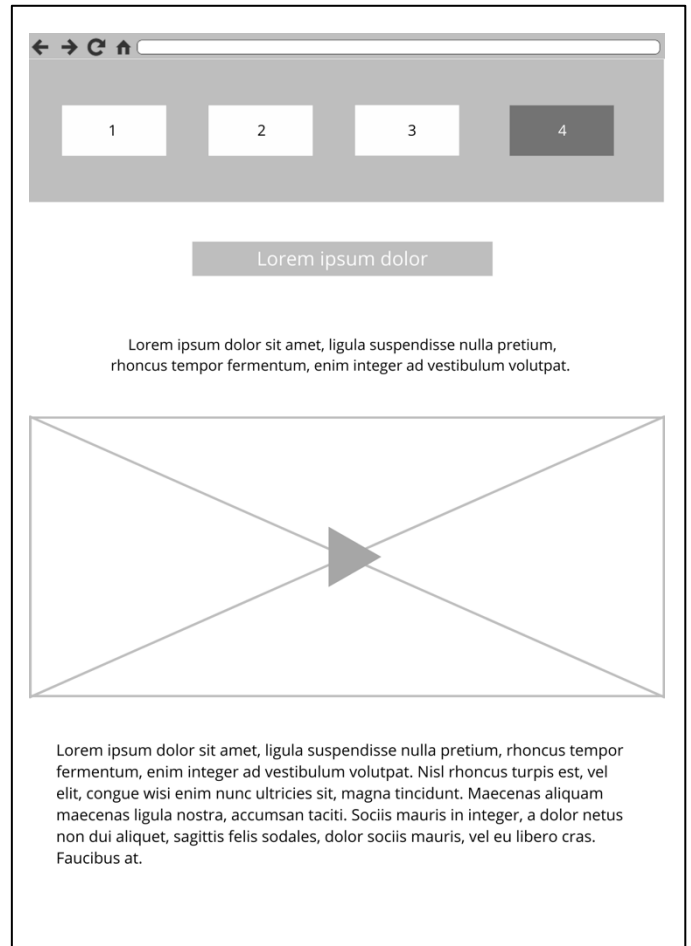 1 2 3 4
Lorem ipsum dolor
Lorem ipsum dolor sit amet, ligula suspendisse nulla pretium,
rhoncus tempor fermentum, enim integer ad vestibulum volutpat.
Lorem ipsum dolor sit amet, ligula suspendisse nulla pretium, rhoncus tempor
fermentum, enim integer ad vestibulum volutpat. Nisl rhoncus turpis est, vel
elit, congue wisi enim nunc ultricies sit, magna tincidunt. Maecenas aliquam
maecenas ligula nostra, accumsan taciti. Sociis mauris in integer, a dolor netus
non dui aliquet, sagittis felis sodales, dolor sociis mauris, vel eu libero cras.
Faucibus at.